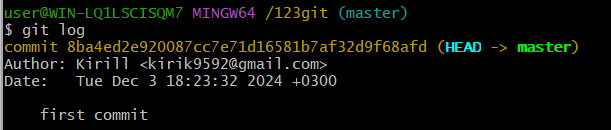 user@WIN-LQ1LSCISQM7 MINGW64 /123git (master)
$ git log
commit 8ba4ed2e920087cc7e71d16581b7af32d9f68afd (HEAD -> master)
Author: Kirill <kirik9592@gmail.com>
Date:   Tue Dec 3 18:23:32 2024 +0300
    first commit